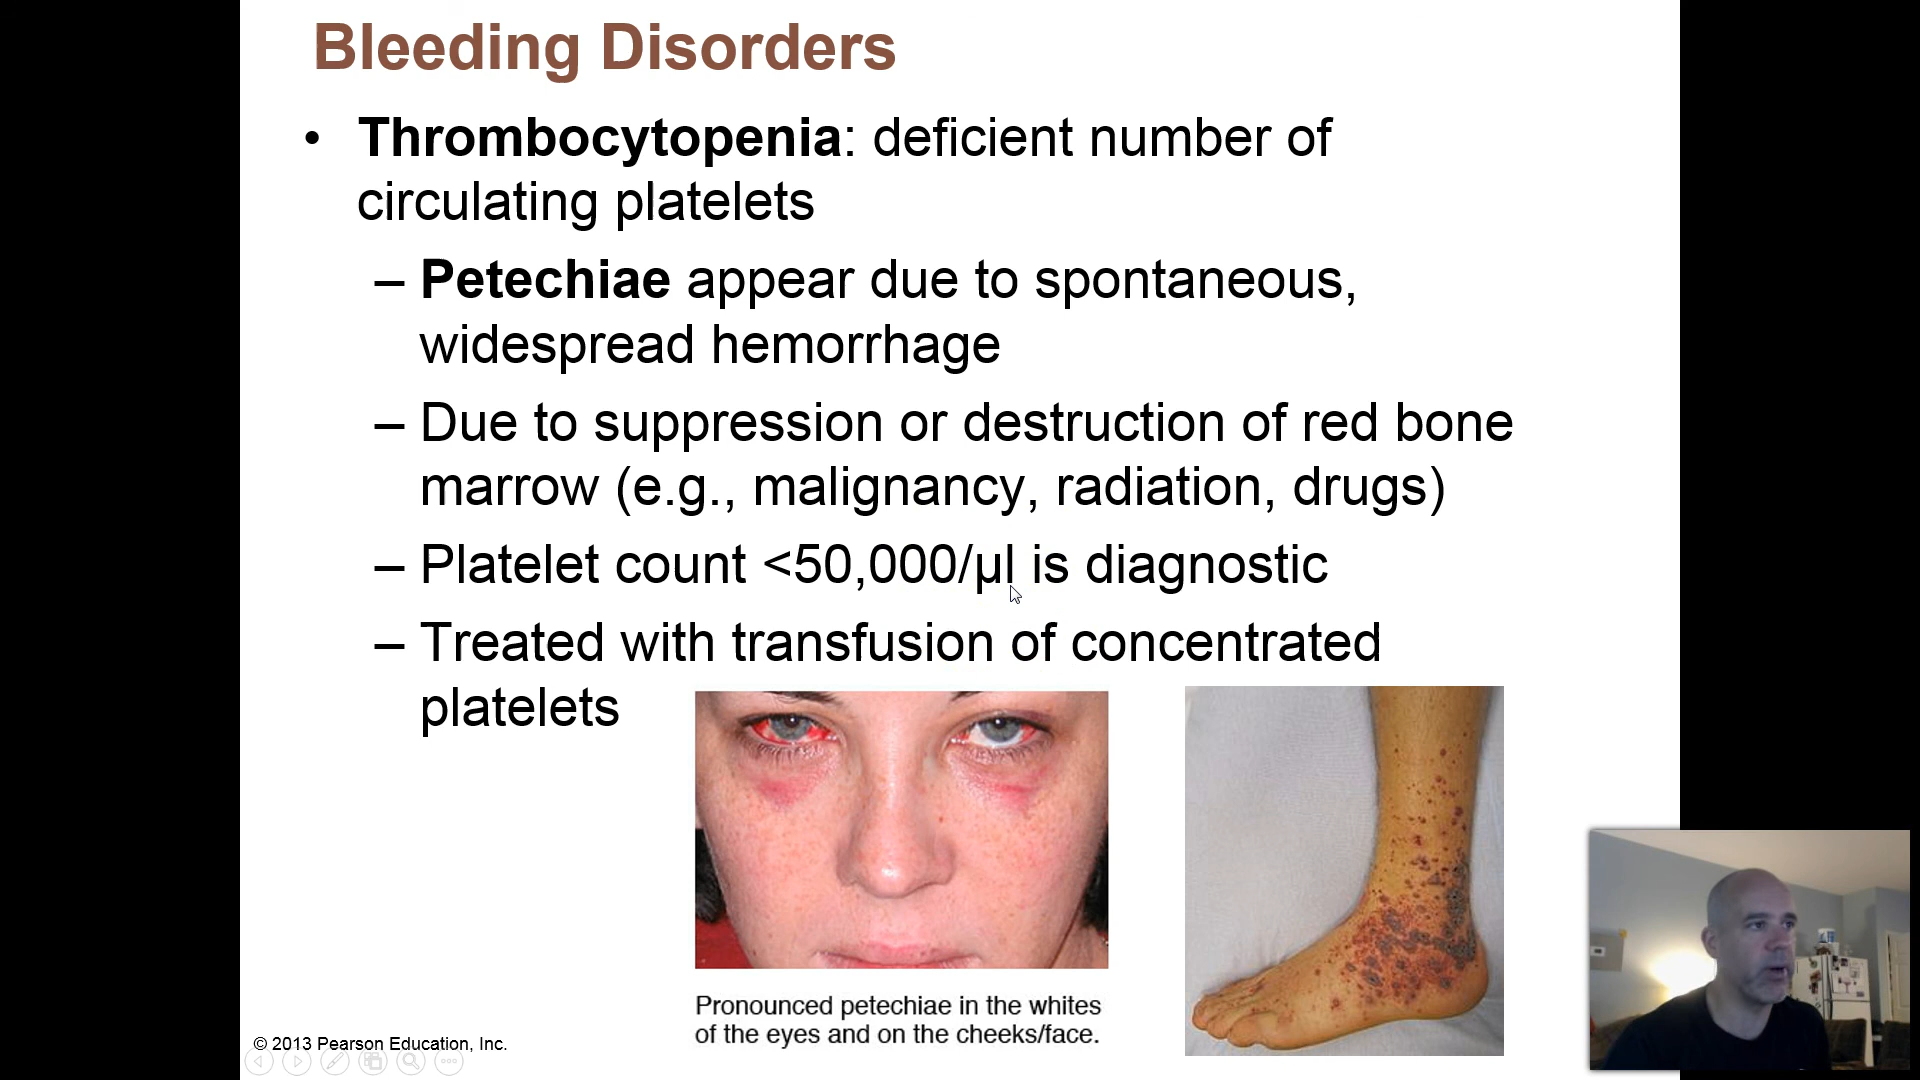 Bleeding Disorders
• Thrombocytopenia: deficient number of
circulating platelets
– Petechiae appear due to spontaneous,
widespread hemorrhage
– Due to suppression or destruction of red bone
marrow (e.g., malignancy, radiation, drugs)
– Platelet count <50,000/µl is diagnostic
– Treated with transfusion of concentrated
platelets
Pronounced petechiae in the whites
of the eyes and on the cheeks/face.
© 2013 Pearson Education, Inc.